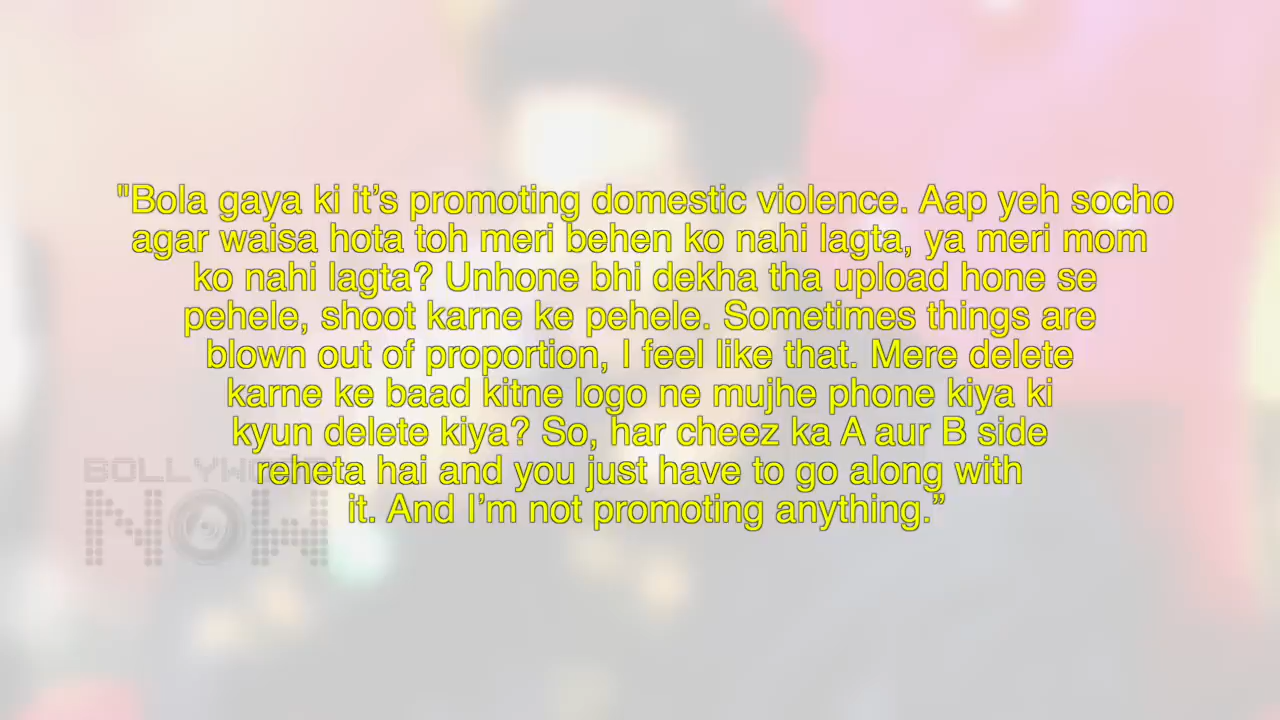 "Bola gaya ki it’s promoting domestic violence. Aap yeh socho
agar waisa hota toh meri behen ko nahi lagta, ya meri mom
ko nahi lagta? Unhone bhi dekha tha upload hone se
pehele, shoot karne ke pehele. Sometimes things are
blown out of proportion, I feel like that. Mere delete
karne ke baad kitne logo ne mujhe phone kiya ki
kyun delete kiya? So, har cheez ka A aur B side
reheta hai and you just have to go along with
it. And I’m not promoting anything.”
BOLLYWOOD
NOW